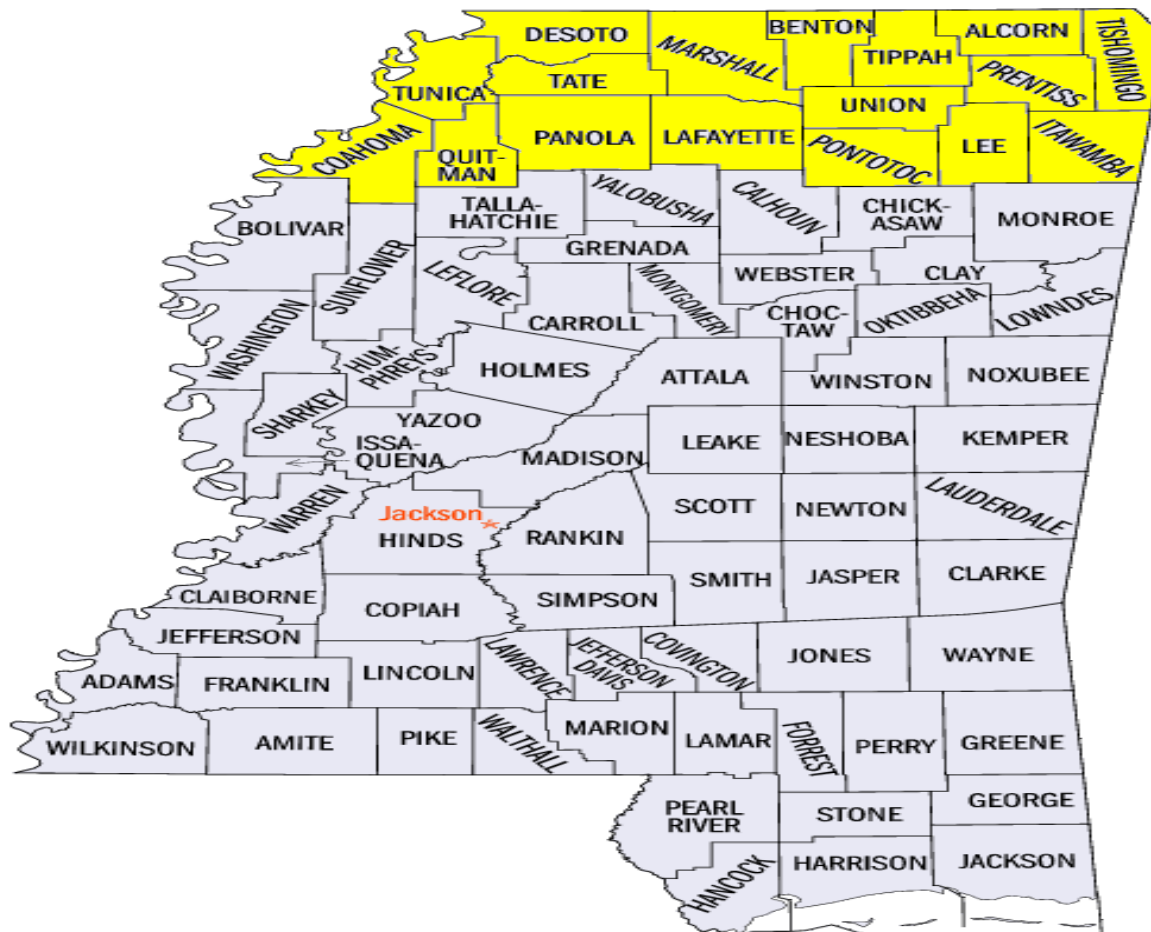 DESOTO
BENTON
ALCORN
TISHOMINGO
MARSHALL
TIPPAH
TATE
PRENTISS
TUNICA
UNION
COAHOMA
PANOLA
LAFAYETTE
PONTOTOC
LEE
ITAWAMBA
QUIT-
MAN
BOLIVAR
TALLA-
HATCHIE
YALOBUSHA
CALHOUN
CHICK-
ASAW
MONROE
SUNFLOWER
LEFLORE
GRENADA
WEBSTER
CLAY
WASHINGTON
CARROLL
MONTGOMERY
CHOC-
TAW
OKTIBBEHA
LOWNDES
HUM-
PHREYS
HOLMES
ATTALA
WINSTON
NOXUBEE
SHARKEY
YAZOO
ISSA-
QUENA
MADISON
LEAKE
NESHOBA
KEMPER
WARREN
Jackson
*
HINDS
RANKIN
SCOTT
NEWTON
LAUDERDALE
CLAIBORNE
COPIAH
SIMPSON
SMITH
JASPER
CLARKE
JEFFERSON
ADAMS
FRANKLIN
LINCOLN
LAWRENCE
JEFFERSON
DAVIS
COVINGTON
JONES
WAYNE
WILKINSON
AMITE
PIKE
WALTHALL
MARION
LAMAR
FORREST
PERRY
GREENE
PEARL
RIVER
STONE
GEORGE
HANCOCK
HARRISON
JACKSON